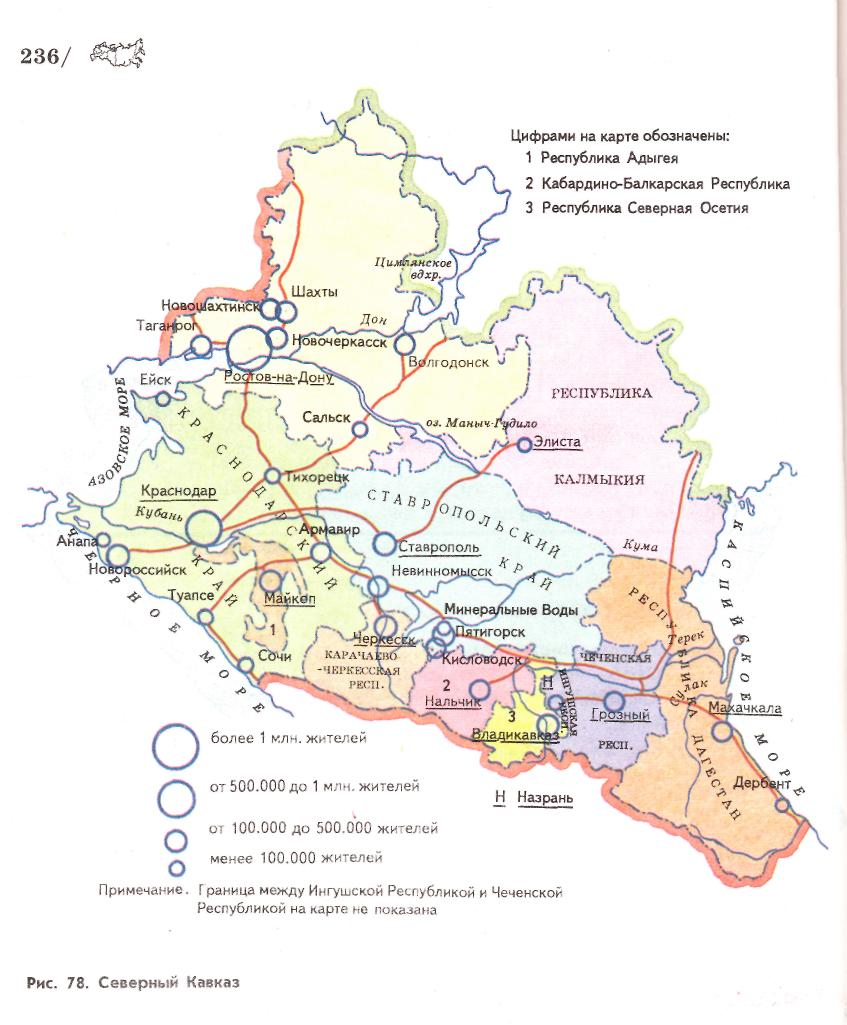 236/
Цифрами на карте обозначены:
1 Республика Адыгея
2 Кабардино-Балкарская Республика
3 Республика Северная Осетия
Цимлянское
вдхр.
Шахты
Новошахтинск
Дон
Таганрог
Новочеркасск
Волгодонск
Ростов-на-Дону
Ейск
АЗОВСКОЕ МОРЕ
РЕСПУБЛИКА
КАЛМЫКИЯ
Сальск
оз. Маныч-Гудило
Элиста
КРАСНОДАРСКИЙ
КРАЙ
Тихорецк
Краснодар
Кубань
СТАВРОПОЛЬСКИЙ
КРАЙ
Армавир
Анапа
Ставрополь
Кума
КАСПИЙСКОЕ МОРЕ
Новороссийск
Невинномысск
ЧЕРНОЕ МОРЕ
Туапсе
Майкоп
Минеральные Воды
РЕСПУБЛИКА ДАГЕСТАН
1
Черкесск
Пятигорск
Терек
Сочи
КАРАЧАЕВО-
-ЧЕРКЕССКАЯ
РЕСП.
Кисловодск
ЧЕЧЕНСКАЯ
РЕСП.
2
Нальчик
Н
ИНГУШСКАЯ
Сулак
3
Владикавказ
Грозный
Махачкала
Дербент
более 1 млн. жителей
от 500.000 до 1 млн. жителей
от 100.000 до 500.000 жителей
менее 100.000 жителей
Н Назрань
Примечание. Граница между Ингушской Республикой и Чеченской
Республикой на карте не показана
Рис. 78. Северный Кавказ